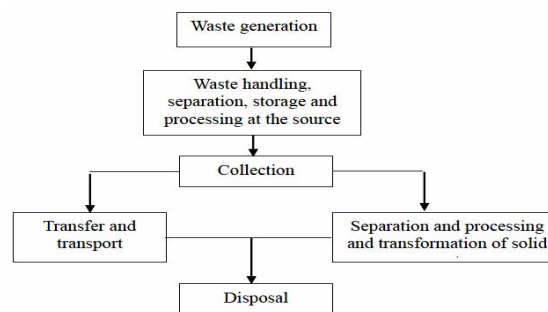 Waste generation
Waste handling,
separation, storage and
processing at the source
Collection
Transfer and
transport
Separation and processing
and transformation of solid
Disposal